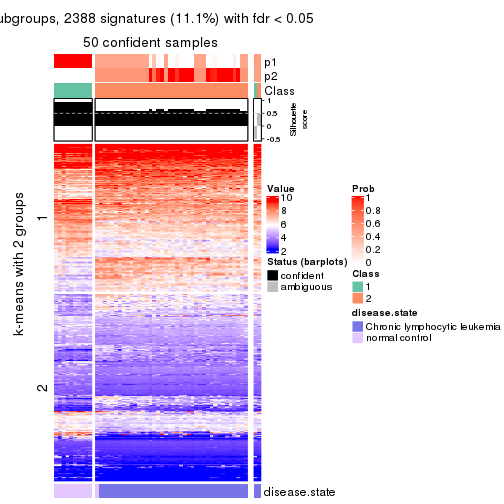 ubgroups, 2388 signatures (11.1%) with fdr < 0.05
50 confident samples
p1
p2
Class
1
0.5
0
-0.5
Silhouette
score
k-means with 2 groups
1
2
Value
10
8
6
4
2
Status (barplots)
confident
ambiguous
Prob
1
0.8
0.6
0.4
0.2
0
Class
1
2
disease.state
Chronic lymphocytic leukemia
normal control
disease.state